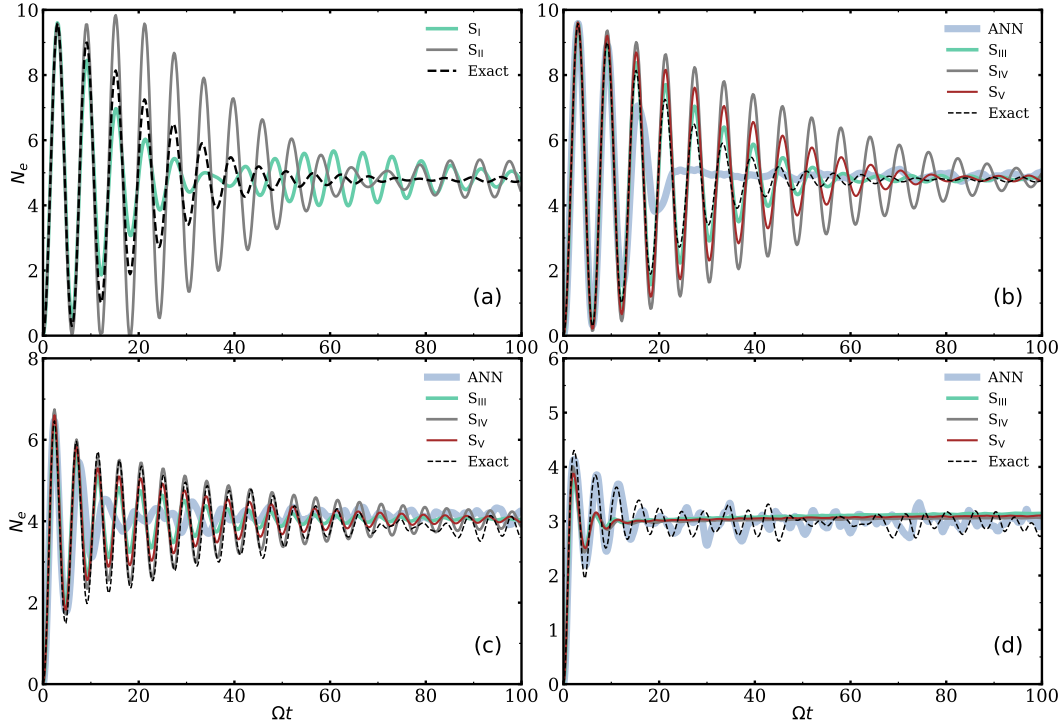 10
8
6
4
2
0
N_e
0 20 40 60 80 100
S_I
S_II
Exact
(a)
10
8
6
4
2
0
0 20 40 60 80 100
ANN
S_III
S_IV
S_V
Exact
(b)
8
6
4
2
0
N_e
0 20 40 60 80 100
Ωt
ANN
S_III
S_IV
S_V
Exact
(c)
6
5
4
3
2
1
0
0 20 40 60 80 100
Ωt
ANN
S_III
S_IV
S_V
Exact
(d)